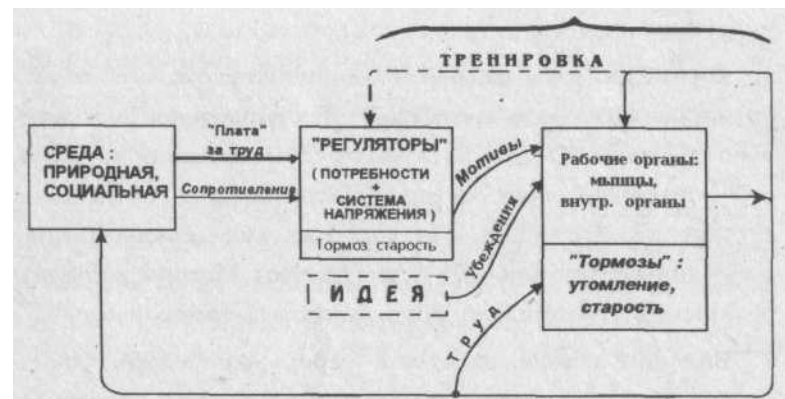 ТРЕНИРОВКА
СРЕДА :
ПРИРОДНАЯ,
СОЦИАЛЬНАЯ
"Плата"
за труд
Сопротивление
"РЕГУЛЯТОРЫ"
( ПОТРЕБНОСТИ
+
СИСТЕМА
НАПРЯЖЕНИЯ )
Тормоз. старость
ИДЕЯ
Мотивы
Убеждения
Труд
Рабочие органы:
мышцы,
внутр. органы
"Тормозы" :
утомление,
старость